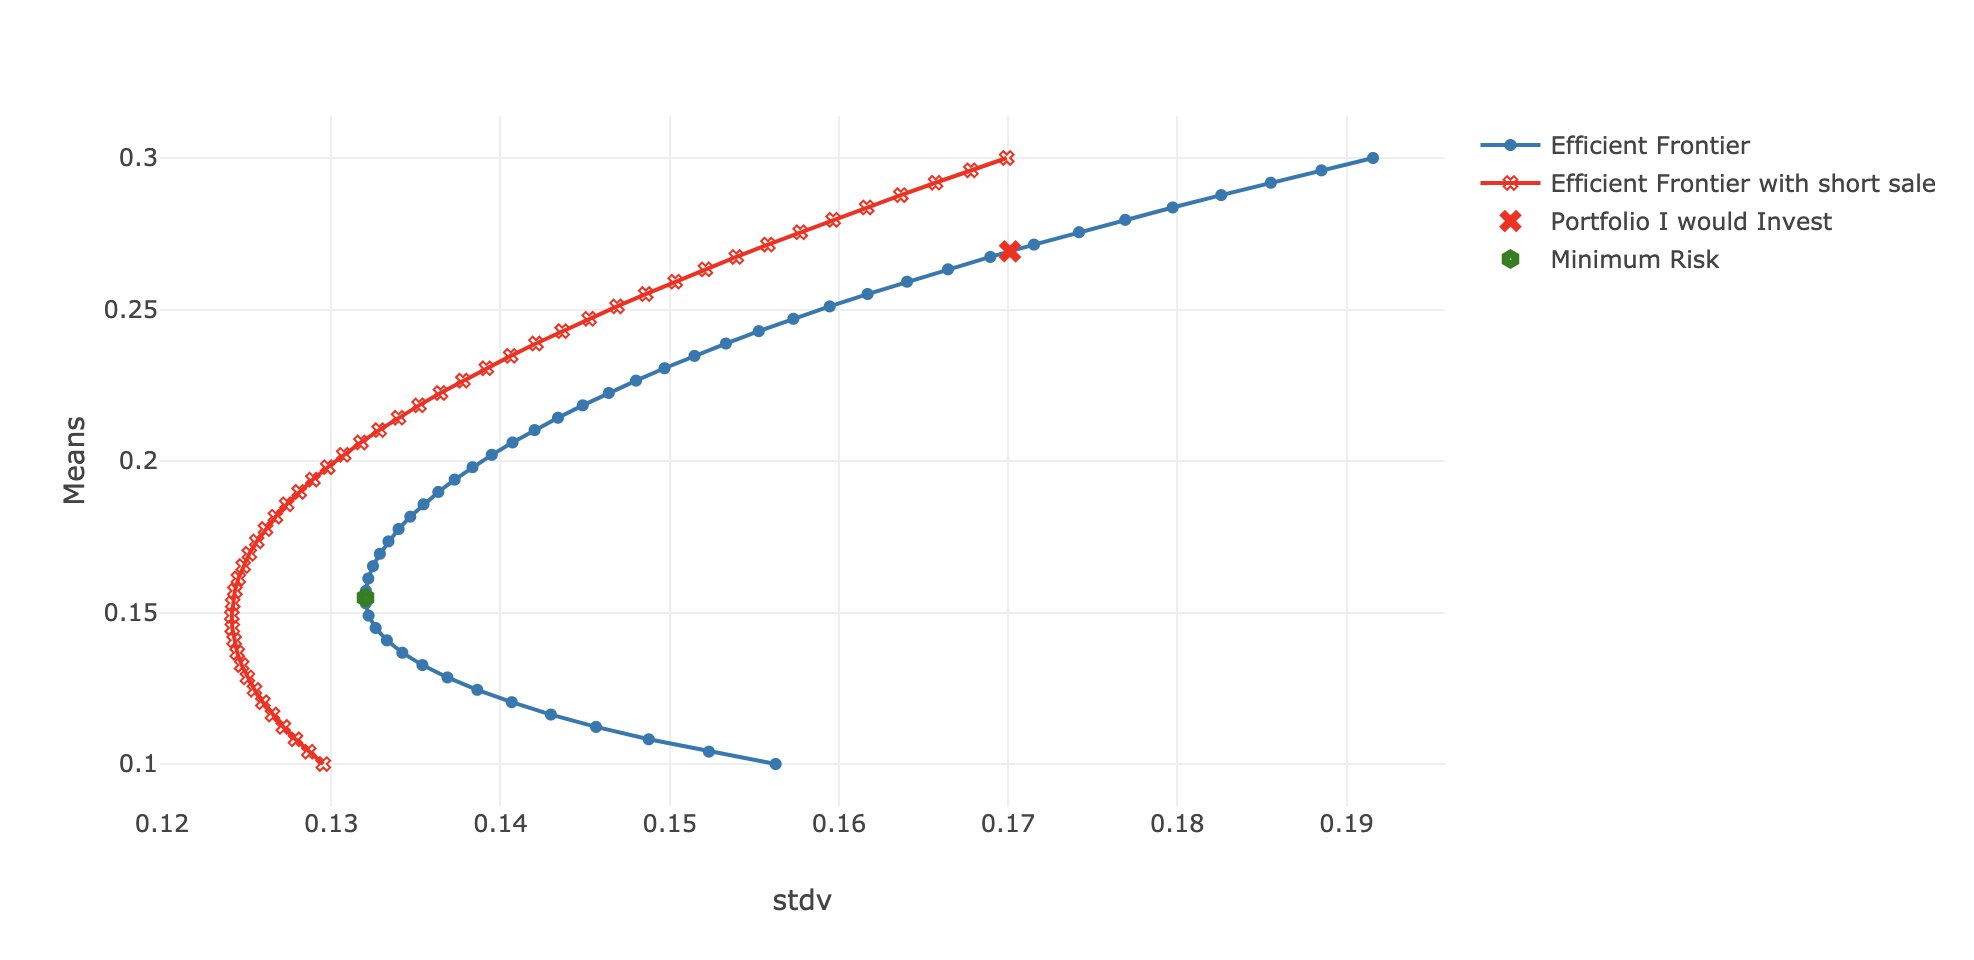 Efficient Frontier
Efficient Frontier with short sale
Portfolio I would Invest
Minimum Risk
0.3
0.25
0.2
0.15
0.1
Means
0.12 0.13 0.14 0.15 0.16 0.17 0.18 0.19
stdv